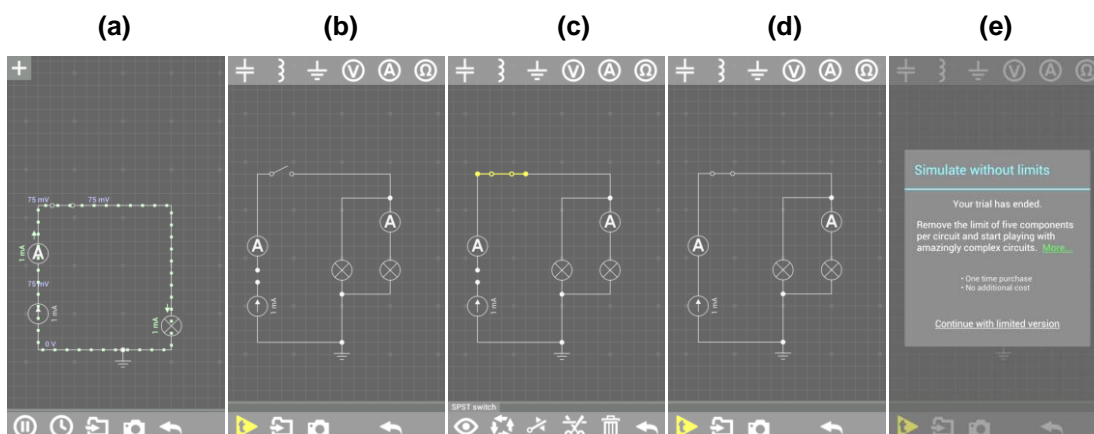 (a) (b) (c) (d) (e)
+
V A Ω V A Ω V A Ω V A Ω
75 mV 75 mV
1 mA
A
75 mV
1 mA
1 mA
0 V
A
A
1 mA
A
A
1 mA
SPST switch
A
A
1 mA
t
t
t
Simulate without limits
Your trial has ended.
Remove the limit of five components
per circuit and start playing with
amazingly complex circuits. More...
• One time purchase
• No additional cost
Continue with limited version